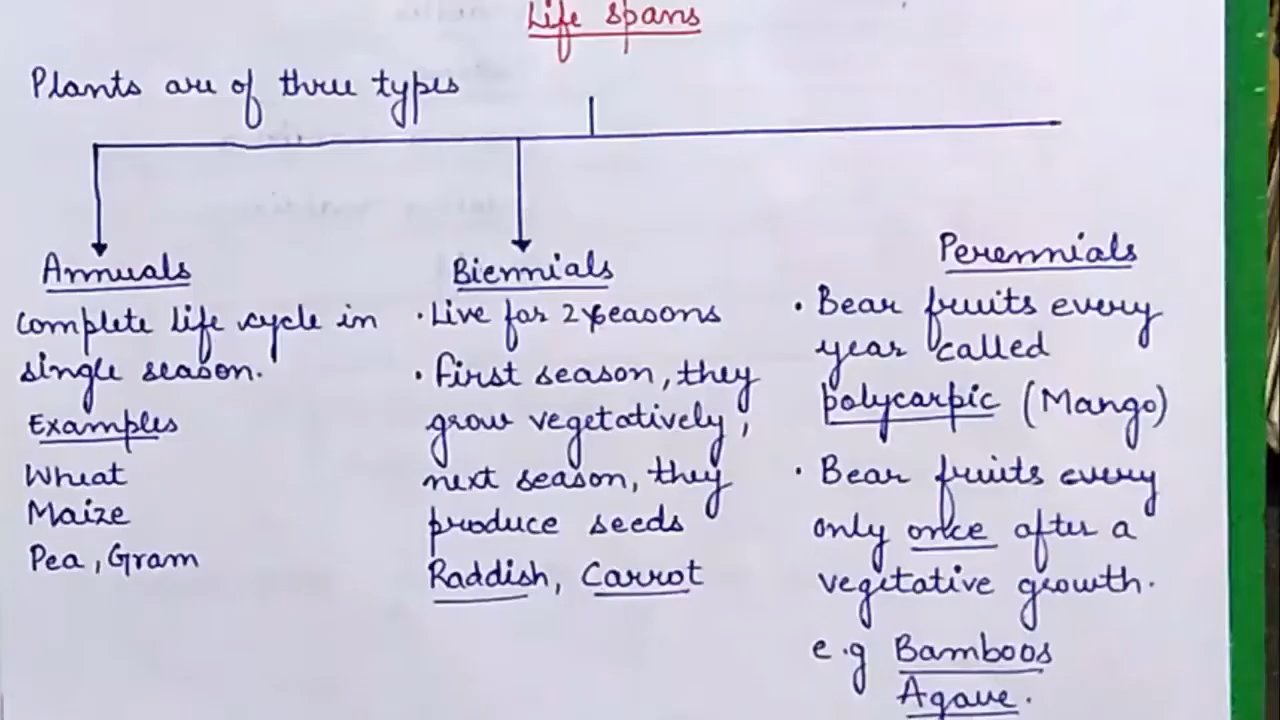 Life spans
Plants are of three types
Annuals
Complete life cycle in
single season.
Examples
Wheat
Maize
Pea, Gram
Biennials
• Live for 2 seasons
• First season, they
grow vegetatively,
next season, they
produce seeds
Raddish, Carrot
Perennials
• Bear fruits every
year called
polycarpic (Mango)
• Bear fruits every
only once after a
vegetative growth.
e.g Bamboos
Agave.